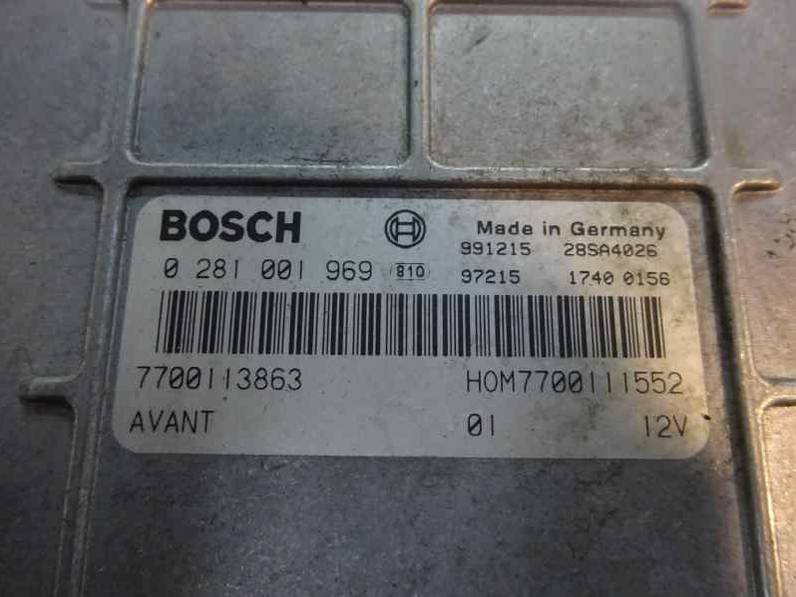 BOSCH Made in Germany
991215 28SA4026
0 281 001 969 810 97215 1740 0156
7700113863 HOM7700111552
AVANT 01 12V